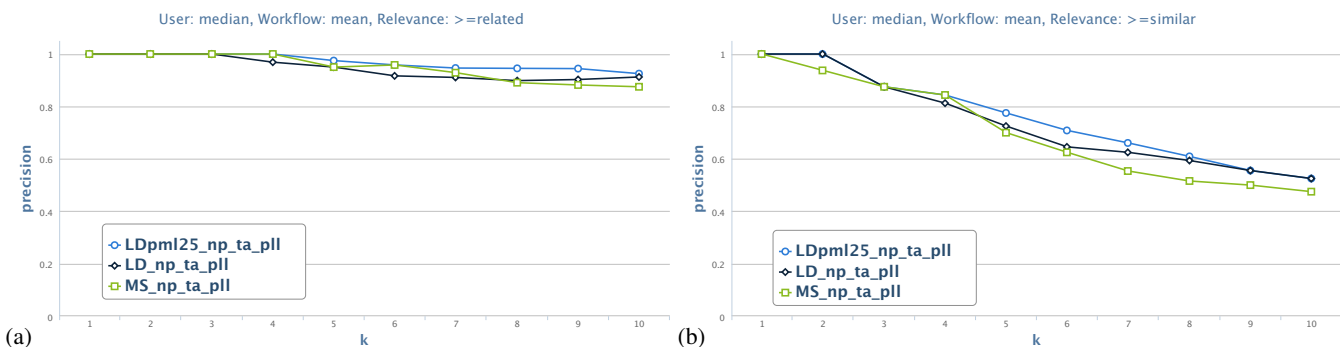 User: median, Workflow: mean, Relevance: >=related
precision
1
0.8
0.6
0.4
0.2
0
LDpml25_np_ta_pll
LD_np_ta_pll
MS_np_ta_pll
1 2 3 4 5 6 7 8 9 10
k
(a)
User: median, Workflow: mean, Relevance: >=similar
precision
1
0.8
0.6
0.4
0.2
0
LDPml25_np_ta_pll
LD_np_ta_pll
MS_np_ta_pll
1 2 3 4 5 6 7 8 9 10
k
(b)